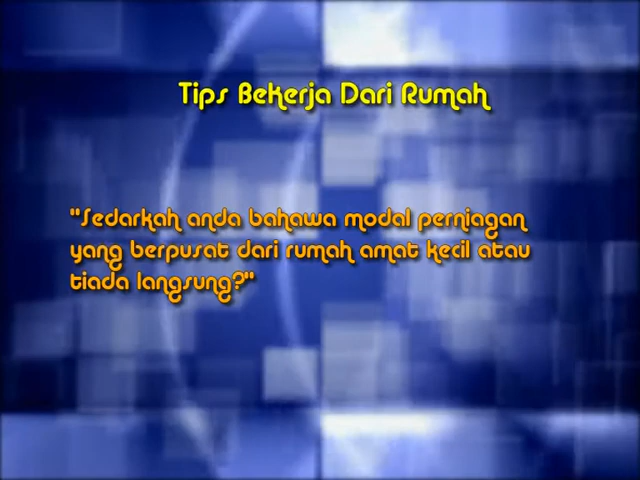 Tips Bekerja Dari Rumah
"Sedarkah anda bahawa modal perniagan
yang berpusat dari rumah amat kecil atau
tiada langsung?"